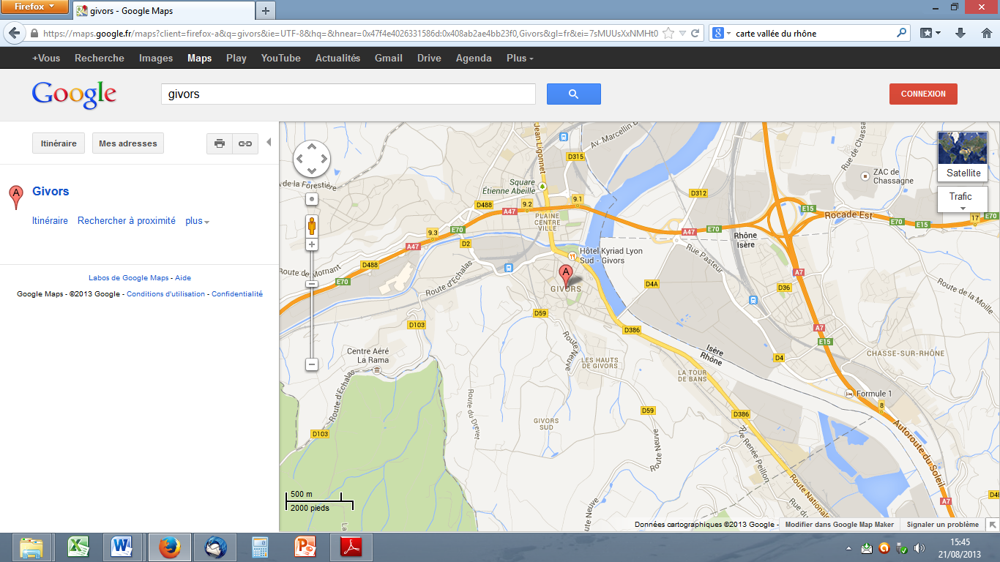 Firefox
givors - Google Maps
https://maps.google.fr/maps?client=firefox-a&q=givors&ie=UTF-8&hq=&hnear=0x47f4e4026331586d:0x408ab2ae4bb23f0,Givors&gl=fr&ei=7sMUUsXxNMHt0
carte vallée du rhône
+Vous Recherche Images Maps Play YouTube Actualités Gmail Drive Agenda Plus
Google
givors
CONNEXION
Itinéraire
Mes adresses
A
Givors
Itinéraire Rechercher à proximité plus
Labos de Google Maps - Aide
Google Maps - ©2013 Google - Conditions d'utilisation - Confidentialité
Jean Ligonnet
Av. Marcellin B
D315
Rue de Chassa
Satellite
Trafic
ZAC de
Chassagne
de la Forestière
Square
Étienne Abeille
D312
D488
A47
9.2
9.1
E15
Rocade Est
E70
E15
17
E70
PLAINE
CENTRE
VILLE
9.3
E70
A47
E70
Rhône
Isère
A47
D2
Hôtel Kyriad Lyon
Sud - Givors
Rue Pasteur
Route de Mornant
D488
E70
Route d'Echalas
A
GIVORS
D4A
A7
D36
Route de la Moille
D59
D103
D386
A7
E15
Route Neuve
Isère
Rhône
Centre Aéré
La Rama
LES HAUTS
DE GIVORS
D4
CHASSE-SUR-RHÔNE
LA TOUR
DE BANS
Route d'Echalas
Route du Drevet
Formule 1
8
D59
D386
GIVORS
SUD
D103
Route Neuve
Rue Renée Peillon
Autoroute du Soleil
Route Nationale
Route Neuve
Rue du
D48
A7
500 m
2000 pieds
Données cartographiques ©2013 Google -
Modifier dans Google Map Maker
Signaler un problème
15:45
21/08/2013